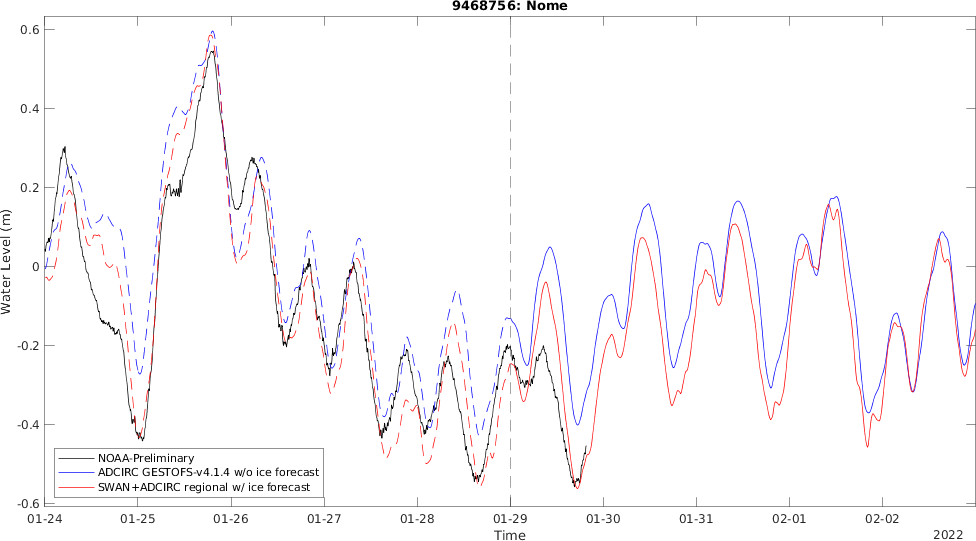 9468756: Nome
0.6
0.4
0.2
0
-0.2
-0.4
-0.6
Water Level (m)
NOAA-Preliminary
ADCIRC GESTOFS-v4.1.4 w/o ice forecast
SWAN+ADCIRC regional w/ ice forecast
01-24 01-25 01-26 01-27 01-28 01-29 01-30 01-31 02-01 02-02
Time
2022